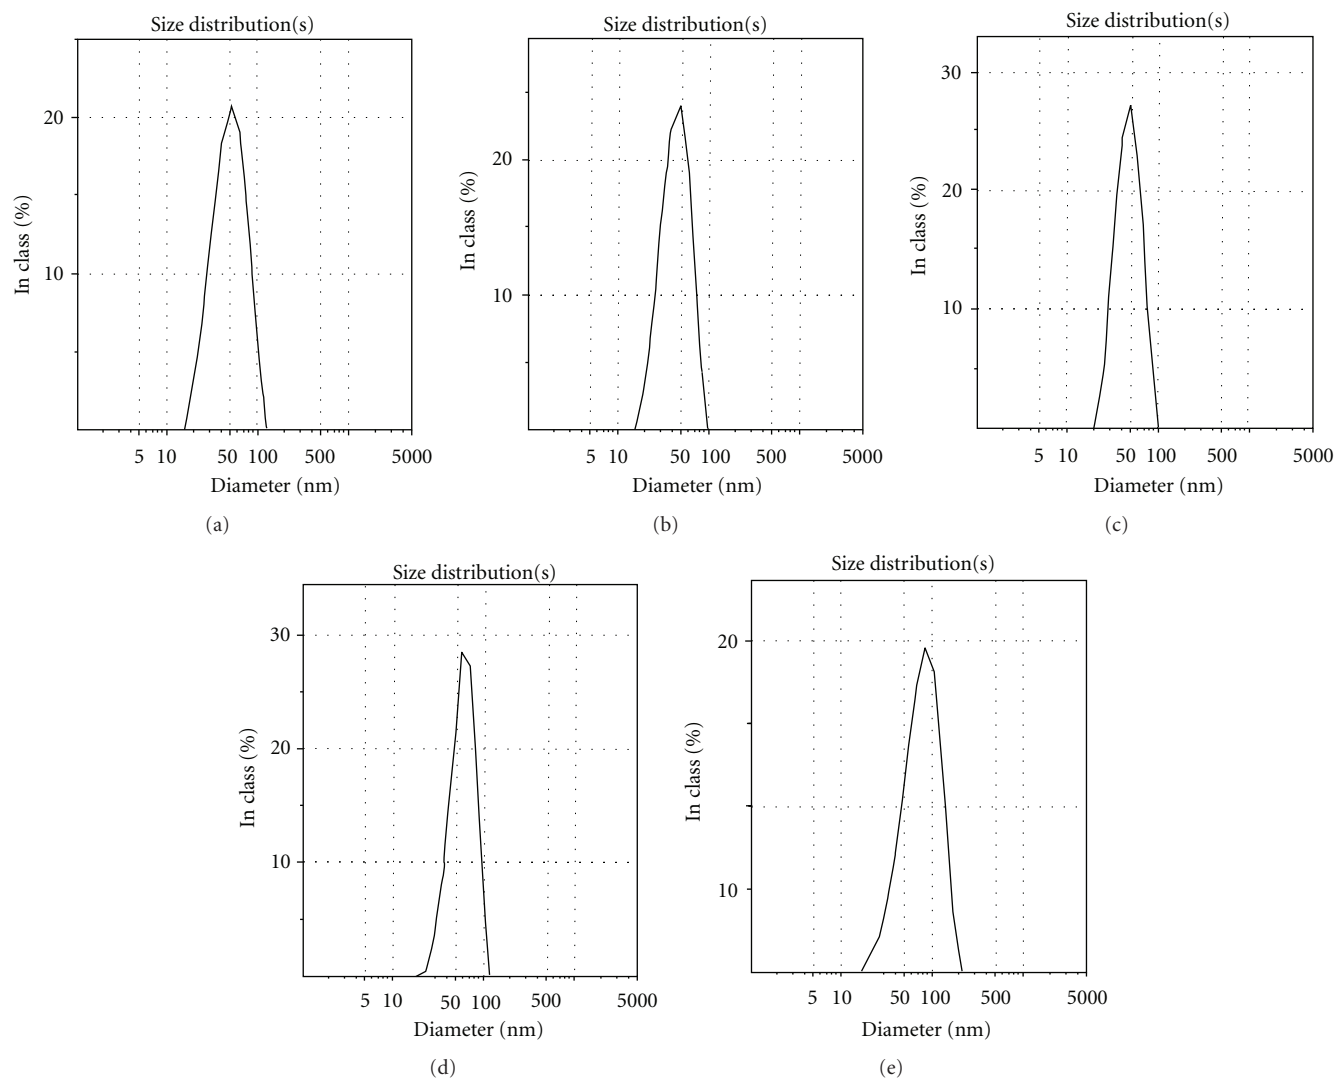 Size distribution(s)
20
10
In class (%)
5 10 50 100 500 5000
Diameter (nm)
(a)
Size distribution(s)
20
10
In class (%)
5 10 50 100 500 5000
Diameter (nm)
(b)
Size distribution(s)
30
20
10
In class (%)
5 10 50 100 500 5000
Diameter (nm)
(c)
Size distribution(s)
30
20
10
In class (%)
5 10 50 100 500 5000
Diameter (nm)
(d)
Size distribution(s)
20
10
In class (%)
5 10 50 100 500 5000
Diameter (nm)
(e)